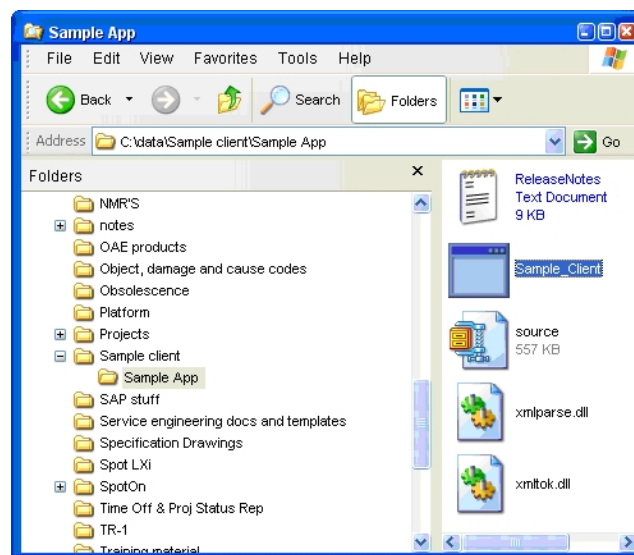 Sample App
File Edit View Favorites Tools Help
Back Search Folders
Address C:\data\Sample client\Sample App Go
Folders
NMR'S
notes
OAE products
Object, damage and cause codes
Obsolescence
Platform
Projects
Sample client
Sample App
SAP stuff
Service engineering docs and templates
Specification Drawings
Spot LXi
SpotOn
Time Off & Proj Status Rep
TR-1
Training material
ReleaseNotes
Text Document
9 KB
Sample_Client
source
557 KB
xmlparse.dll
xmltok.dll